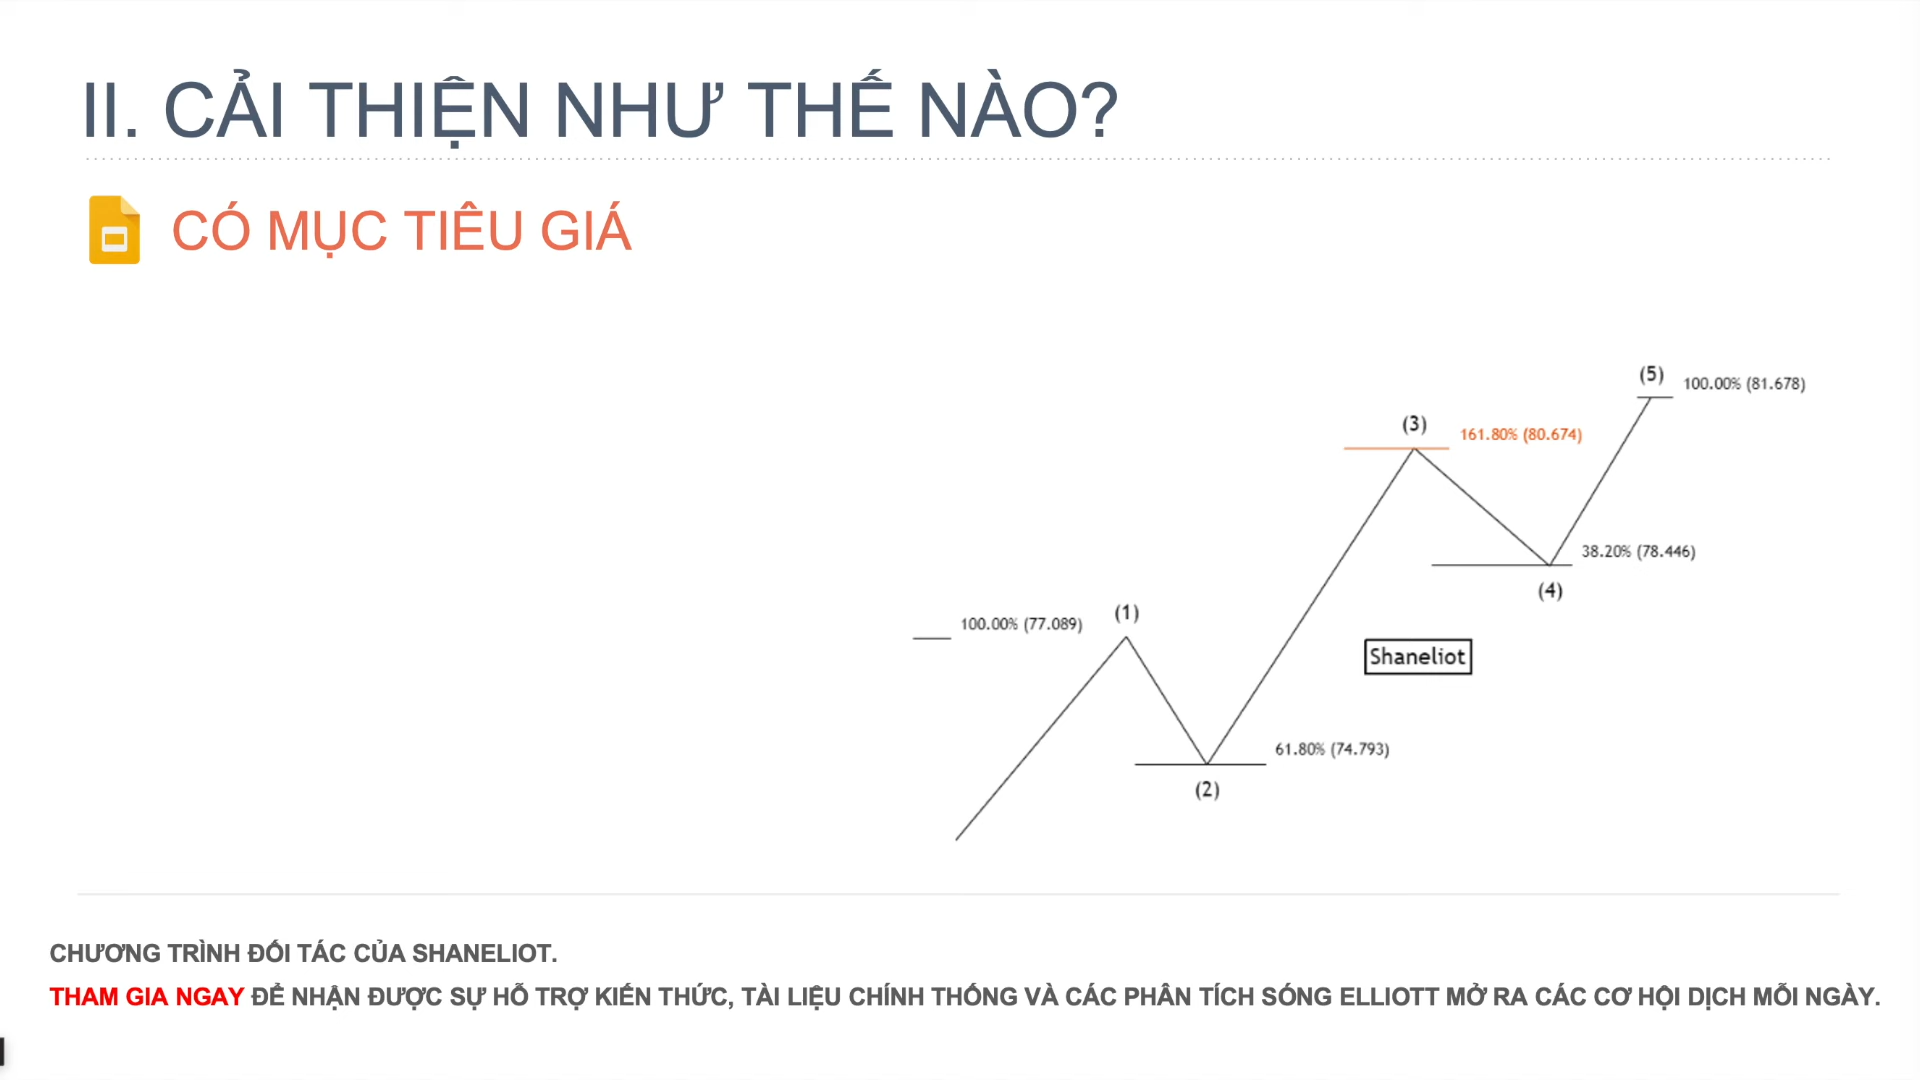 II. CẢI THIỆN NHƯ THẾ NÀO?
CÓ MỤC TIÊU GIÁ
(5) 100.00% (81.678)
(3) 161.80% (80.674)
38.20% (78.446)
(4)
100.00% (77.089) (1)
Shaneliot
61.80% (74.793)
(2)
CHƯƠNG TRÌNH ĐỐI TÁC CỦA SHANELIOT.
THAM GIA NGAY ĐỂ NHẬN ĐƯỢC SỰ HỖ TRỢ KIẾN THỨC, TÀI LIỆU CHÍNH THỐNG VÀ CÁC PHÂN TÍCH SÓNG ELLIOTT MỞ RA CÁC CƠ HỘI DỊCH MỖI NGÀY.